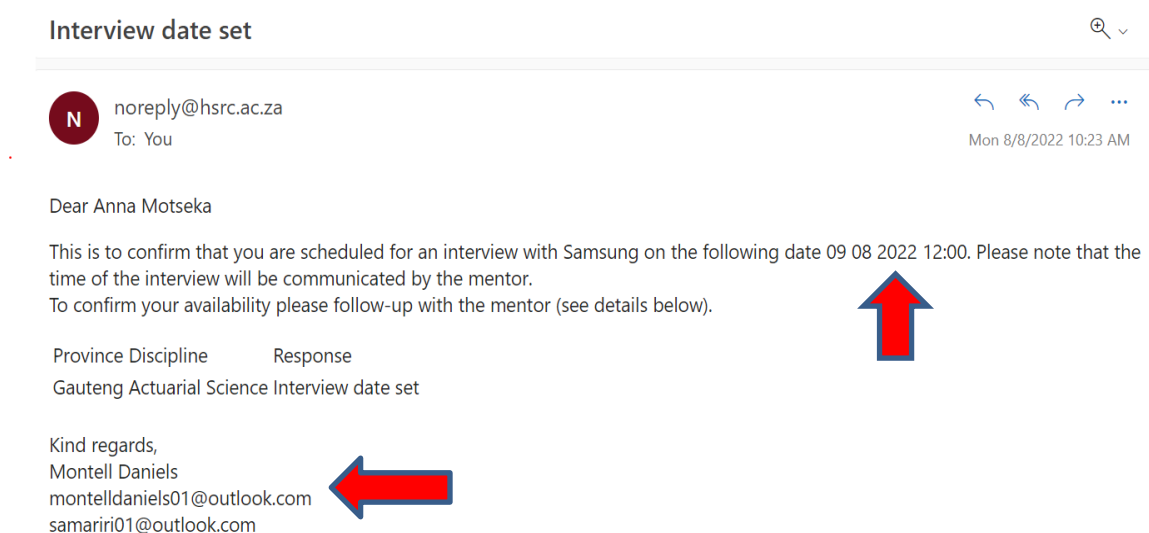 Interview date set
N
noreply@hsrc.ac.za
To: You
Mon 8/8/2022 10:23 AM
Dear Anna Motseka
This is to confirm that you are scheduled for an interview with Samsung on the following date 09 08 2022 12:00. Please note that the
time of the interview will be communicated by the mentor.
To confirm your availability please follow-up with the mentor (see details below).
Province Discipline Response
Gauteng Actuarial Science Interview date set
Kind regards,
Montell Daniels
montelldaniels01@outlook.com
samariri01@outlook.com